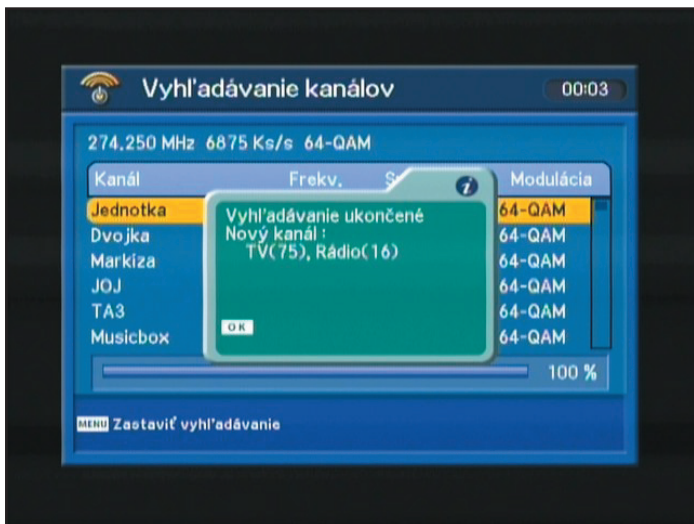 Vyhľadávanie kanálov 00:03
274.250 MHz 6875 Ks/s 64-QAM
Kanál Frekv. Modulácia
Jednotka 64-QAM
Dvojka 64-QAM
Markíza 64-QAM
JOJ 64-QAM
TA3 64-QAM
Musicbox 64-QAM
Vyhľadávanie ukončené
Nový kanál :
TV(75), Rádio(16)
OK
100 %
MENU Zastaviť vyhľadávanie